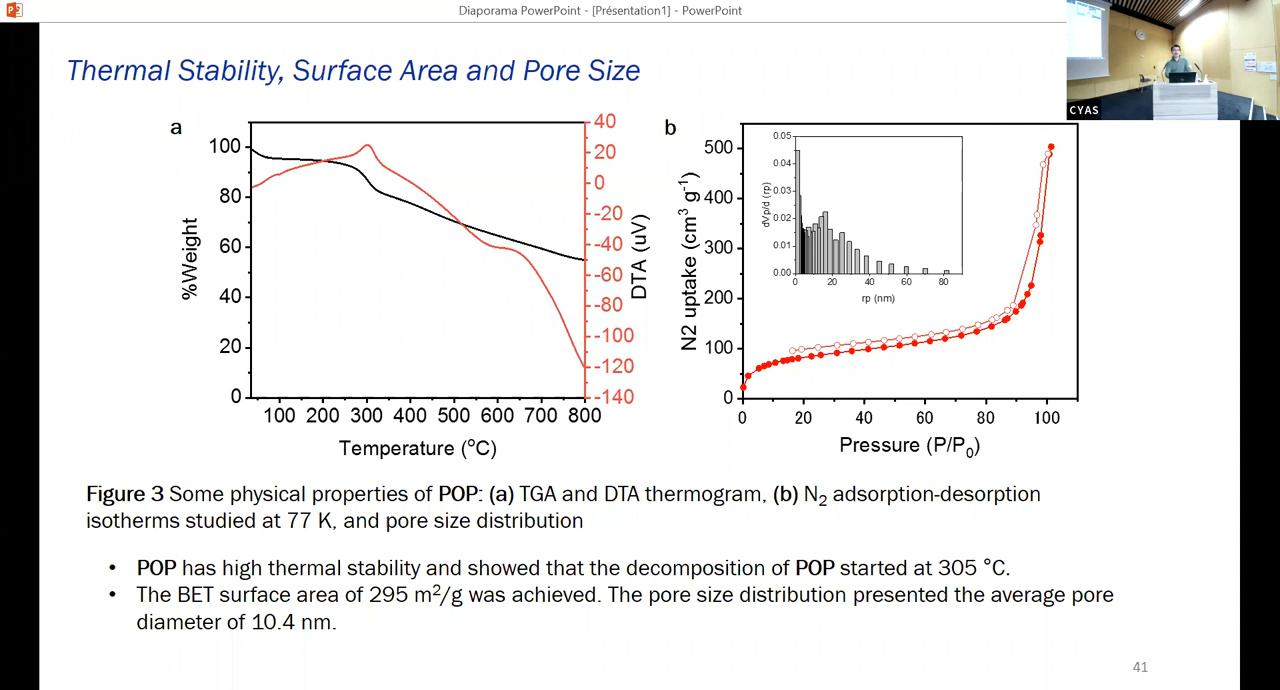 Diaporama PowerPoint - [Présentation1] - PowerPoint
CYAS
Thermal Stability, Surface Area and Pore Size
a
%Weight
100
80
60
40
20
0
100 200 300 400 500 600 700 800
Temperature (°C)
40
20
0
-20
-40
-60
-80
-100
-120
-140
DTA (uV)
b
N2 uptake (cm³ g⁻¹)
500
400
300
200
100
0
0 20 40 60 80 100
Pressure (P/P₀)
dVp/d (rp)
0.05
0.04
0.03
0.02
0.01
0.00
0 20 40 60 80
rp (nm)
Figure 3 Some physical properties of POP: (a) TGA and DTA thermogram, (b) N₂ adsorption-desorption
isotherms studied at 77 K, and pore size distribution
• POP has high thermal stability and showed that the decomposition of POP started at 305 °C.
• The BET surface area of 295 m²/g was achieved. The pore size distribution presented the average pore
diameter of 10.4 nm.
41